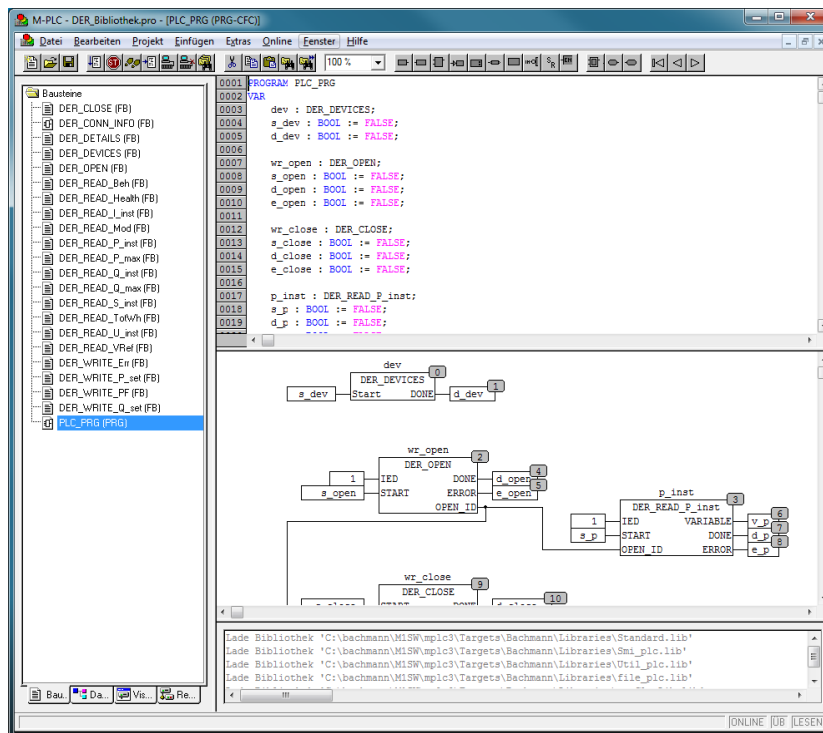 M-PLC - DER_Bibliothek.pro - [PLC_PRG (PRG-CFC)]
Datei Bearbeiten Projekt Einfügen Extras Online Fenster Hilfe
100 %
Bausteine
DER_CLOSE (FB)
DER_CONN_INFO (FB)
DER_DETAILS (FB)
DER_DEVICES (FB)
DER_OPEN (FB)
DER_READ_Beh (FB)
DER_READ_Health (FB)
DER_READ_I_inst (FB)
DER_READ_Mod (FB)
DER_READ_P_inst (FB)
DER_READ_P_max (FB)
DER_READ_Q_inst (FB)
DER_READ_Q_max (FB)
DER_READ_S_inst (FB)
DER_READ_TotWh (FB)
DER_READ_U_inst (FB)
DER_READ_VRef (FB)
DER_WRITE_Err (FB)
DER_WRITE_P_set (FB)
DER_WRITE_PF (FB)
DER_WRITE_Q_set (FB)
PLC_PRG (PRG)
Bau... Da... Vis... Re...
0001 PROGRAM PLC_PRG
0002 VAR
0003 dev : DER_DEVICES;
0004 s_dev : BOOL := FALSE;
0005 d_dev : BOOL := FALSE;
0006
0007 wr_open : DER_OPEN;
0008 s_open : BOOL := FALSE;
0009 d_open : BOOL := FALSE;
0010 e_open : BOOL := FALSE;
0011
0012 wr_close : DER_CLOSE;
0013 s_close : BOOL := FALSE;
0014 d_close : BOOL := FALSE;
0015 e_close : BOOL := FALSE;
0016
0017 p_inst : DER_READ_P_inst;
0018 s_p : BOOL := FALSE;
0019 d_p : BOOL := FALSE;
dev
0
DER_DEVICES
1
s_dev Start DONE d_dev
wr_open
2
DER_OPEN
4
1 IED DONE d_open
5
s_open START ERROR e_open
OPEN_ID
p_inst
3
DER_READ_P_inst
6
1 IED VARIABLE v_p
7
s_p START DONE d_p
8
OPEN_ID ERROR e_p
wr_close
9
DER_CLOSE
10
s_close START DONE d_close
Lade Bibliothek 'C:\bachmann\M1SW\mplc3\Targets\Bachmann\Libraries\Standard.lib'
Lade Bibliothek 'C:\bachmann\M1SW\mplc3\Targets\Bachmann\Libraries\Smi_plc.lib'
Lade Bibliothek 'C:\bachmann\M1SW\mplc3\Targets\Bachmann\Libraries\Util_plc.lib'
Lade Bibliothek 'C:\bachmann\M1SW\mplc3\Targets\Bachmann\Libraries\file_plc.lib'
ONLINE ÜB LESEN